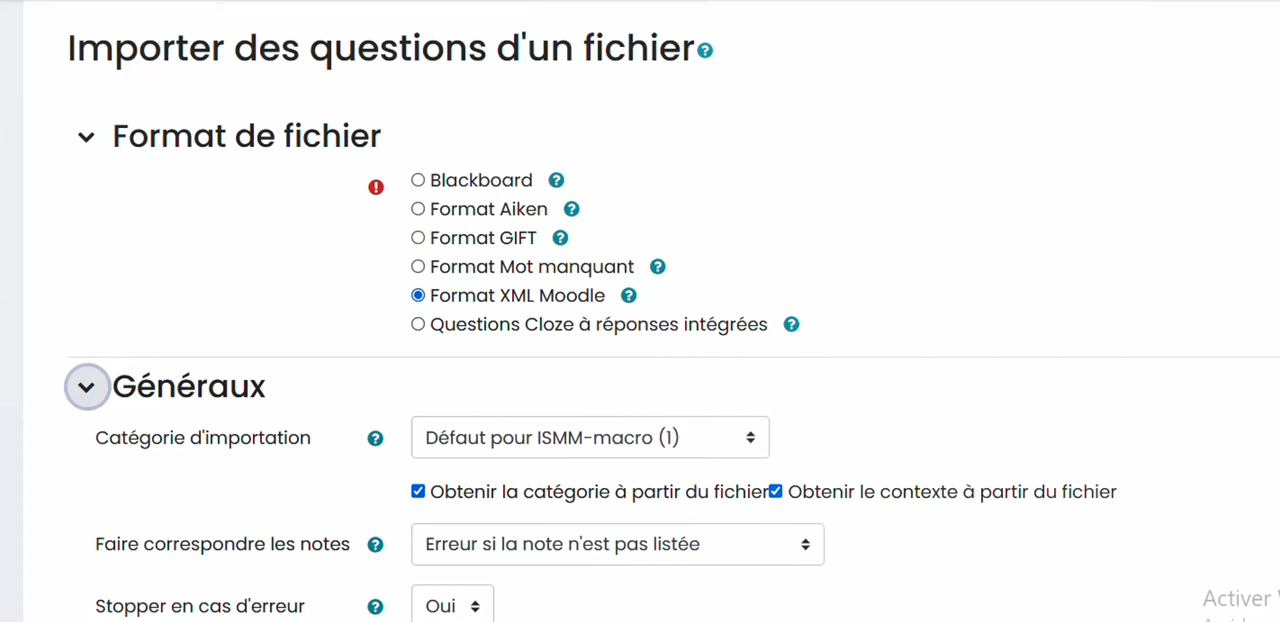 Importer des questions d'un fichier
Format de fichier
Blackboard
Format Aiken
Format GIFT
Format Mot manquant
Format XML Moodle
Questions Cloze à réponses intégrées
Généraux
Catégorie d'importation Défaut pour ISMM-macro (1)
Obtenir la catégorie à partir du fichier Obtenir le contexte à partir du fichier
Faire correspondre les notes Erreur si la note n'est pas listée
Stopper en cas d'erreur Oui
Activer